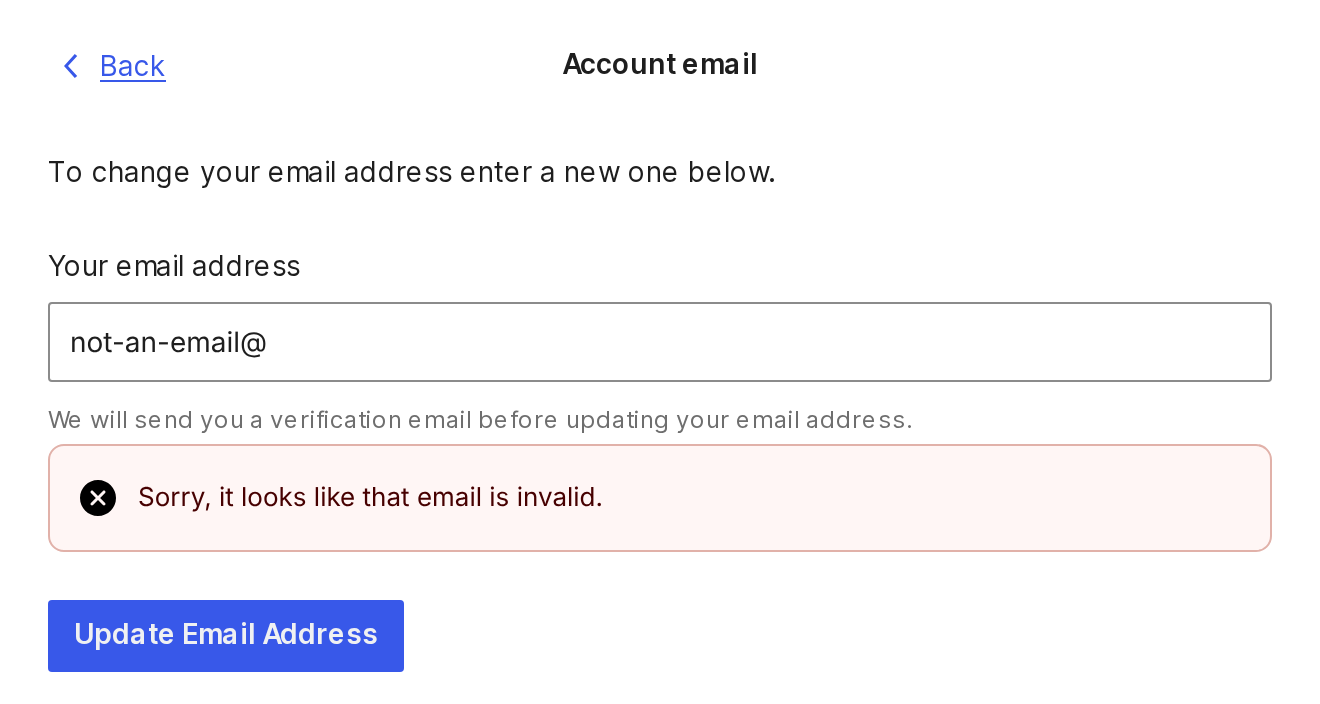 Back
Account email
To change your email address enter a new one below.
Your email address
not-an-email@
We will send you a verification email before updating your email address.
Sorry, it looks like that email is invalid.
Update Email Address